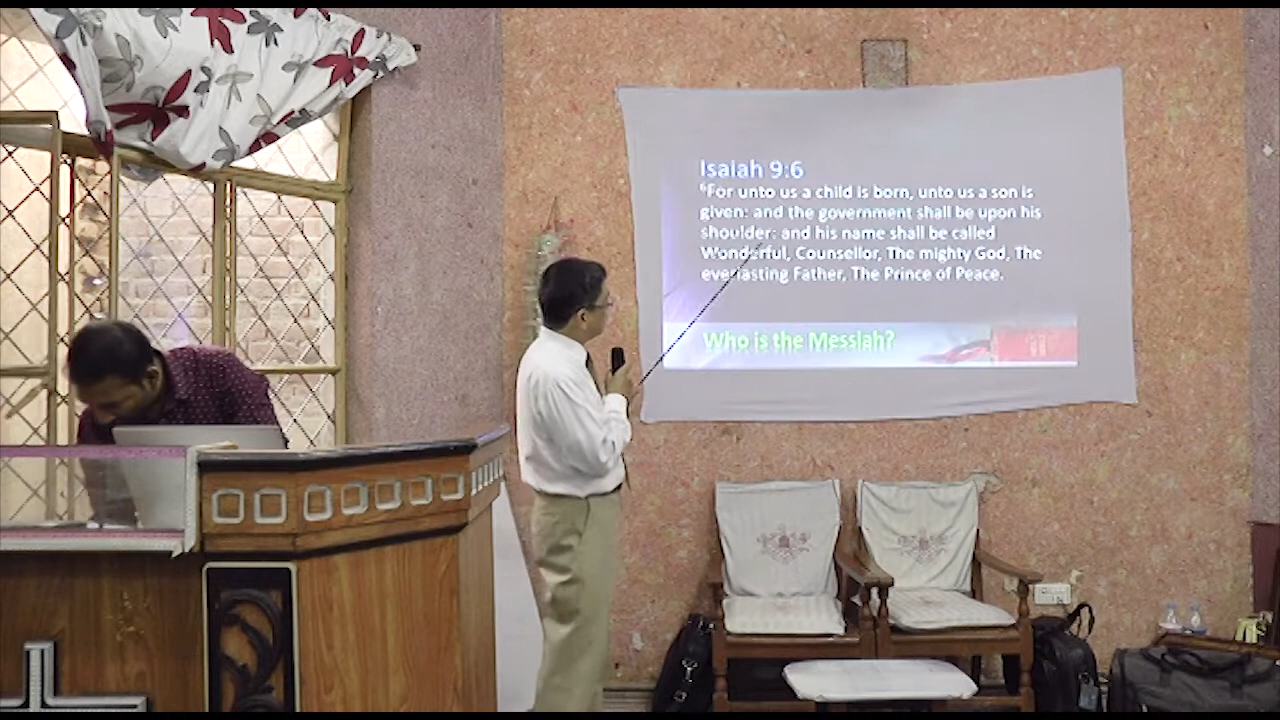 Isaiah 9:6
⁶For unto us a child is born, unto us a son is
given: and the government shall be upon his
shoulder: and his name shall be called
Wonderful, Counsellor, The mighty God, The
everlasting Father, The Prince of Peace.
Who is the Messiah?